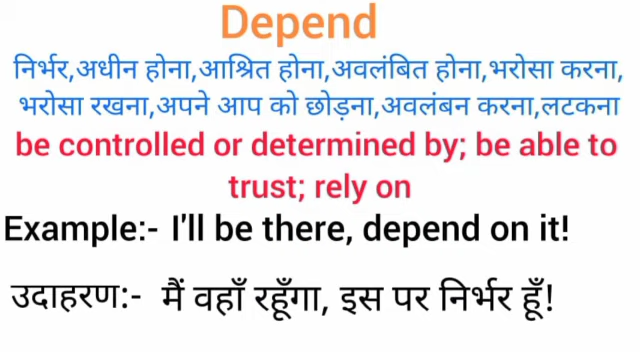 Depend
निर्भर,अधीन होना,आश्रित होना,अवलंबित होना,भरोसा करना,
भरोसा रखना,अपने आप को छोड़ना,अवलंबन करना,लटकना
be controlled or determined by; be able to
trust; rely on
Example:- I'll be there, depend on it!
उदाहरण:- मैं वहाँ रहूँगा, इस पर निर्भर हूँ!